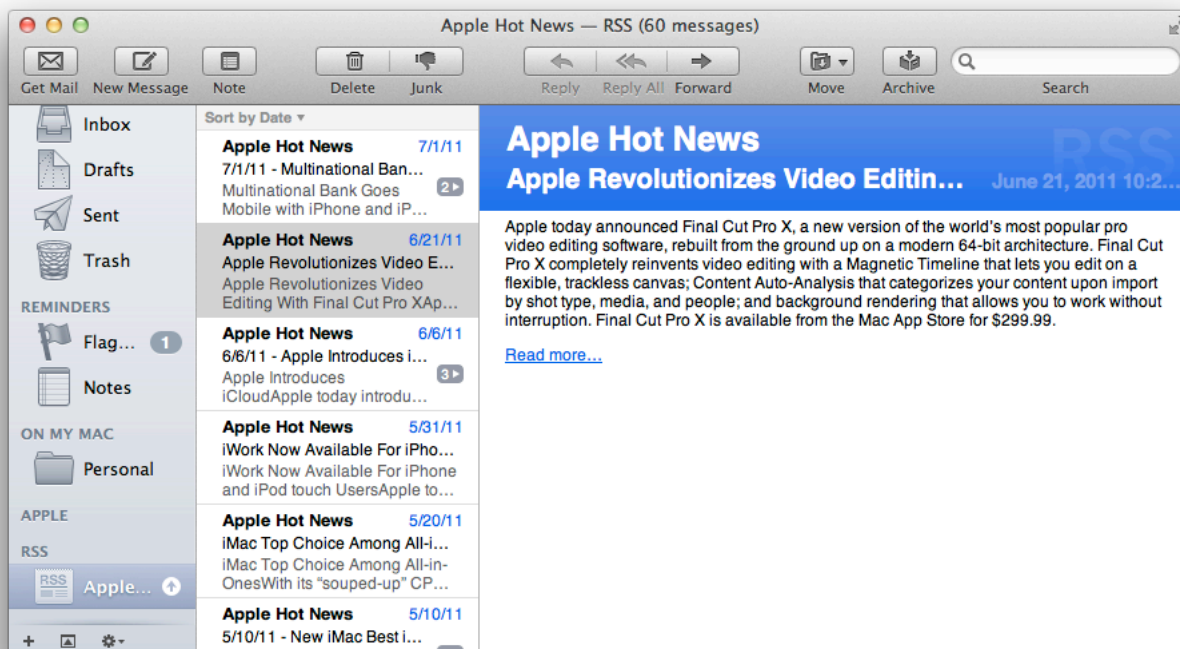 Apple Hot News — RSS (60 messages)
Get Mail New Message Note Delete Junk Reply Reply All Forward Move Archive Search
Inbox
Drafts
Sent
Trash
REMINDERS
Flag... 1
Notes
ON MY MAC
Personal
APPLE
RSS
RSS Apple...
Sort by Date
Apple Hot News 7/1/11
7/1/11 - Multinational Ban...
Multinational Bank Goes 2
Mobile with iPhone and iP...
Apple Hot News 6/21/11
Apple Revolutionizes Video E...
Apple Revolutionizes Video
Editing With Final Cut Pro XAp...
Apple Hot News 6/6/11
6/6/11 - Apple Introduces i...
Apple Introduces 3
iCloudApple today introdu...
Apple Hot News 5/31/11
iWork Now Available For iPho...
iWork Now Available For iPhone
and iPod touch UsersApple to...
Apple Hot News 5/20/11
iMac Top Choice Among All-i...
iMac Top Choice Among All-in-
OnesWith its “souped-up” CP...
Apple Hot News 5/10/11
5/10/11 - New iMac Best i...
Apple Hot News
RSS
Apple Revolutionizes Video Editin... June 21, 2011 10:2...
Apple today announced Final Cut Pro X, a new version of the world's most popular pro
video editing software, rebuilt from the ground up on a modern 64-bit architecture. Final Cut
Pro X completely reinvents video editing with a Magnetic Timeline that lets you edit on a
flexible, trackless canvas; Content Auto-Analysis that categorizes your content upon import
by shot type, media, and people; and background rendering that allows you to work without
interruption. Final Cut Pro X is available from the Mac App Store for $299.99.
Read more...